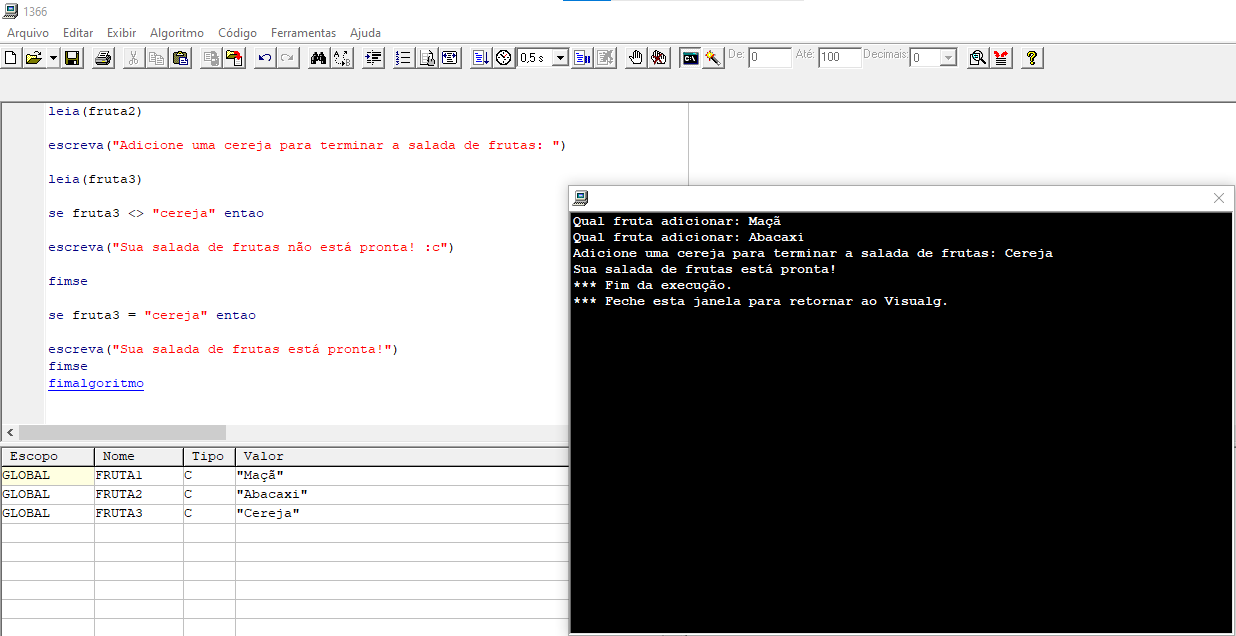 1366
Arquivo Editar Exibir Algoritmo Código Ferramentas Ajuda
0,5 s De: 0 Até: 100 Decimais: 0
leia(fruta2)
escreva("Adicione uma cereja para terminar a salada de frutas: ")
leia(fruta3)
se fruta3 <> "cereja" entao
escreva("Sua salada de frutas não está pronta! :c")
fimse
se fruta3 = "cereja" entao
escreva("Sua salada de frutas está pronta!")
fimse
fimalgoritmo
Escopo Nome Tipo Valor
GLOBAL FRUTA1 C "Maçã"
GLOBAL FRUTA2 C "Abacaxi"
GLOBAL FRUTA3 C "Cereja"
Qual fruta adicionar: Maçã
Qual fruta adicionar: Abacaxi
Adicione uma cereja para terminar a salada de frutas: Cereja
Sua salada de frutas está pronta!
*** Fim da execução.
*** Feche esta janela para retornar ao Visualg.